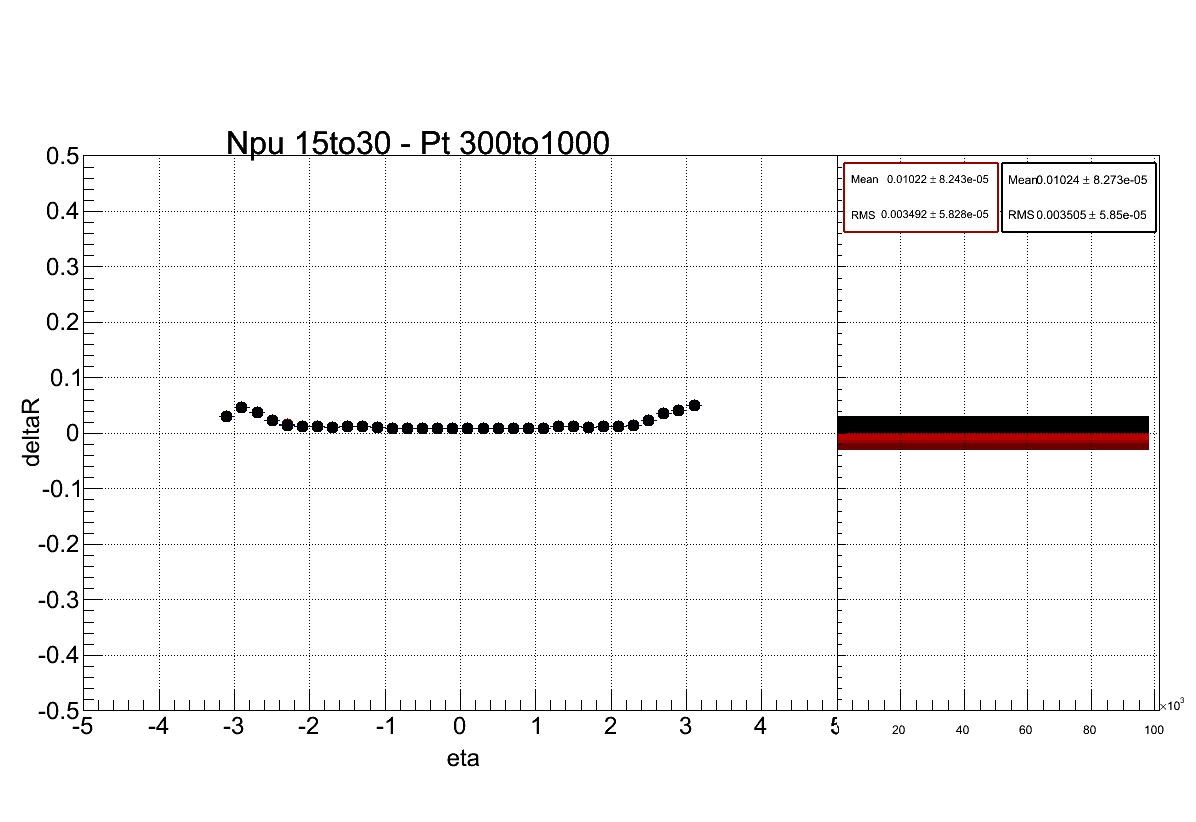 Npu 15to30 - Pt 300to1000
Mean 0.01022 ± 8.243e-05
RMS 0.003492 ± 5.828e-05
Mean 0.01024 ± 8.273e-05
RMS 0.003505 ± 5.85e-05
0.5
0.4
0.3
0.2
0.1
0
-0.1
-0.2
-0.3
-0.4
-0.5
deltaR
-5 -4 -3 -2 -1 0 1 2 3 4 5
eta
20 40 60 80 100
×10³